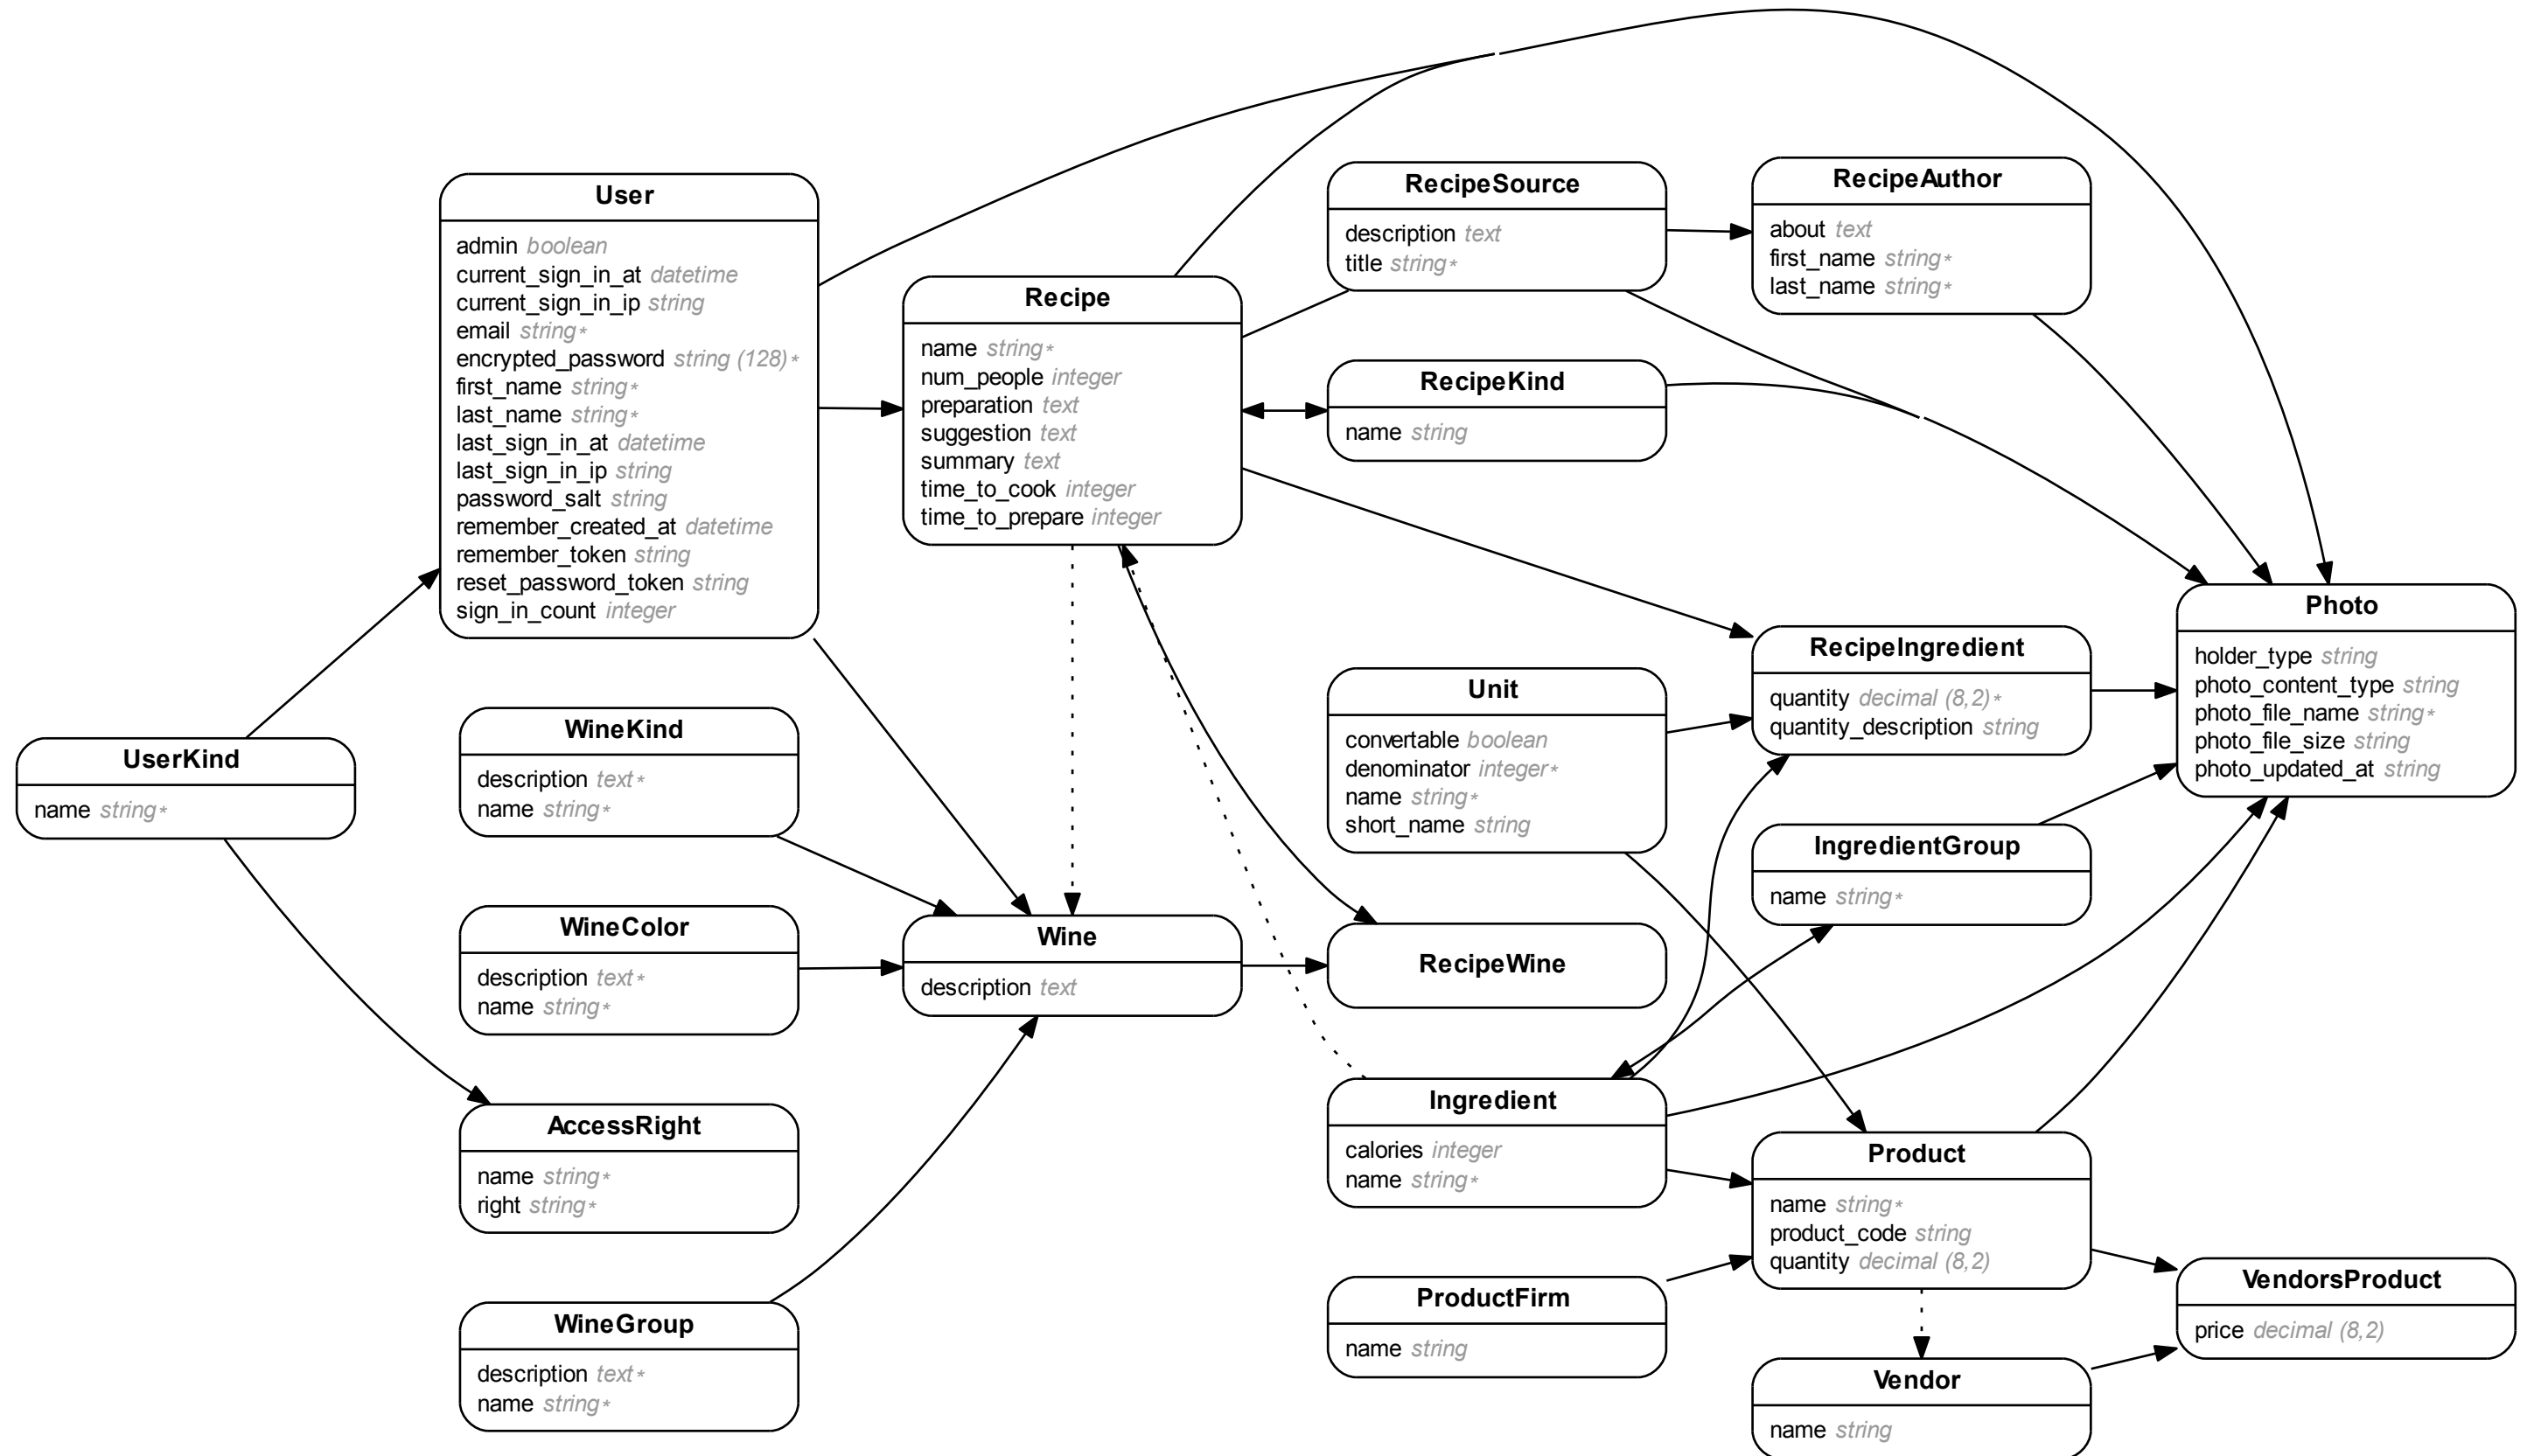 User
admin boolean
current_sign_in_at datetime
current_sign_in_ip string
email string*
encrypted_password string (128)*
first_name string*
last_name string*
last_sign_in_at datetime
last_sign_in_ip string
password_salt string
remember_created_at datetime
remember_token string
reset_password_token string
sign_in_count integer
UserKind
name string*
WineKind
description text*
name string*
WineColor
description text*
name string*
AccessRight
name string*
right string*
WineGroup
description text*
name string*
Recipe
name string*
num_people integer
preparation text
suggestion text
summary text
time_to_cook integer
time_to_prepare integer
Wine
description text
RecipeSource
description text
title string*
RecipeKind
name string
Unit
convertable boolean
denominator integer*
name string*
short_name string
RecipeWine
Ingredient
calories integer
name string*
ProductFirm
name string
RecipeAuthor
about text
first_name string*
last_name string*
RecipeIngredient
quantity decimal (8,2)*
quantity_description string
IngredientGroup
name string*
Product
name string*
product_code string
quantity decimal (8,2)
Vendor
name string
Photo
holder_type string
photo_content_type string
photo_file_name string*
photo_file_size string
photo_updated_at string
VendorsProduct
price decimal (8,2)